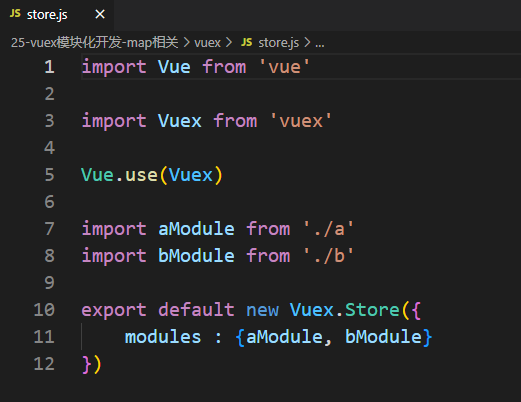 JS store.js ×
25-vuex模块化开发-map相关 > vuex > JS store.js > ...
1 import Vue from 'vue'
2
3 import Vuex from 'vuex'
4
5 Vue.use(Vuex)
6
7 import aModule from './a'
8 import bModule from './b'
9
10 export default new Vuex.Store({
11     modules : {aModule, bModule}
12 })